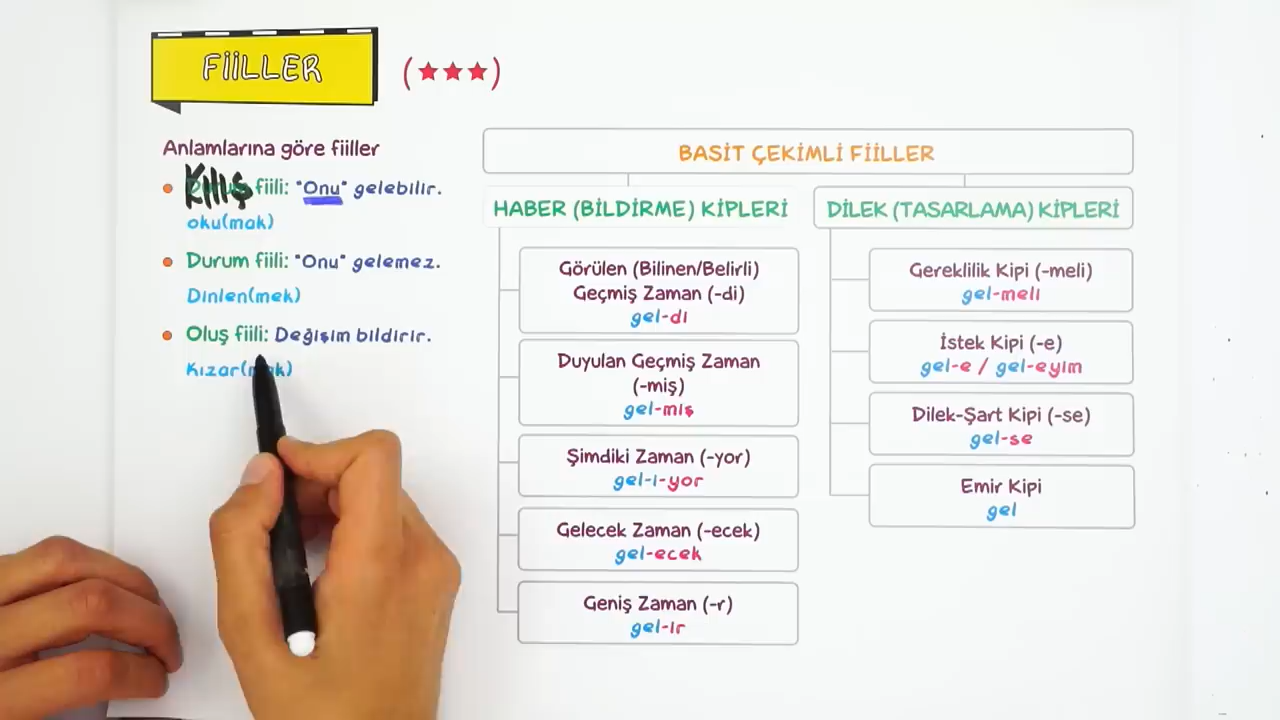 FİİLLER
(★★★)
Anlamlarına göre fiiller
KILIŞ fiili: "Onu" gelebilir.
oku(mak)
Durum fiili: "Onu" gelemez.
Dinlen(mek)
Oluş fiili: Değişim bildirir.
Kızar(mak)
BASİT ÇEKİMLİ FİİLLER
HABER (BİLDİRME) KİPLERİ
Görülen (Bilinen/Belirli)
Geçmiş Zaman (-di)
gel-di
Duyulan Geçmiş Zaman
(-miş)
gel-miş
Şimdiki Zaman (-yor)
gel-i-yor
Gelecek Zaman (-ecek)
gel-ecek
Geniş Zaman (-r)
gel-ir
DİLEK (TASARLAMA) KİPLERİ
Gereklilik Kipi (-meli)
gel-meli
İstek Kipi (-e)
gel-e / gel-eyim
Dilek-Şart Kipi (-se)
gel-se
Emir Kipi
gel